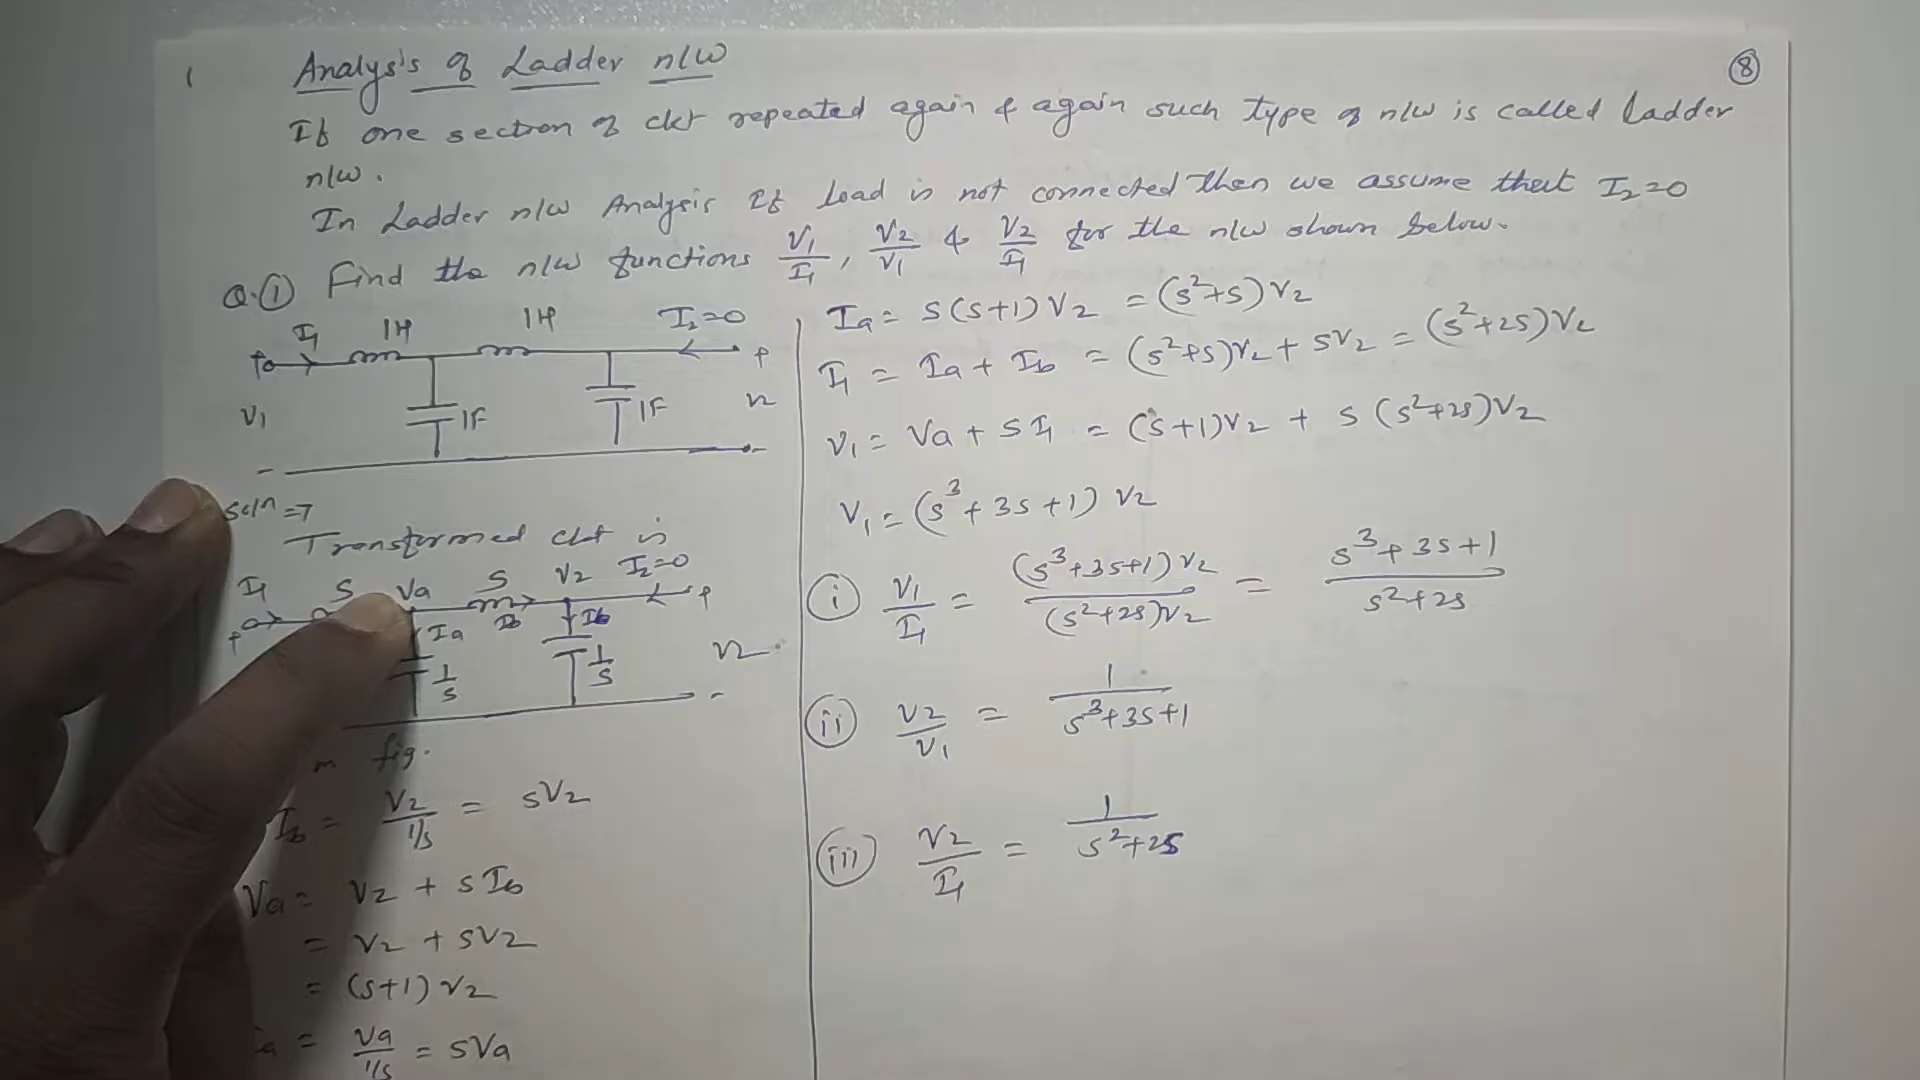 Analysis of Ladder n/w
8
If one section of ckt repeated again & again such type of n/w is called Ladder
n/w.
In Ladder n/w Analysis If load is not connected then we assume that I2=0
Q.1 Find the n/w functions V1/I1, V2/V1 & V2/I1 for the n/w shown below.
I1 1H 1H I2=0
+ +
V1 1F 1F V2
- -
Soln ⇒
Transformed ckt is
I1 S Va S V2 I2=0
+ Ia Ib Ib +
1/s 1/s V2
-
m fig.
Ib = V2/1/s = sV2
Va = V2 + sIb
= V2 + sV2
= (s+1) V2
a = Va/1/s = sVa
Ia = s(s+1)V2 = (s²+s)V2
I1 = Ia + Ib = (s²+s)V2 + sV2 = (s²+2s)V2
V1 = Va + sI1 = (s+1)V2 + s(s²+2s)V2
V1 = (s³+3s+1) V2
(i) V1/I1 = (s³+3s+1)V2/(s²+2s)V2 = s³+3s+1/s²+2s
(ii) V2/V1 = 1/s³+3s+1
(iii) V2/I1 = 1/s²+2s